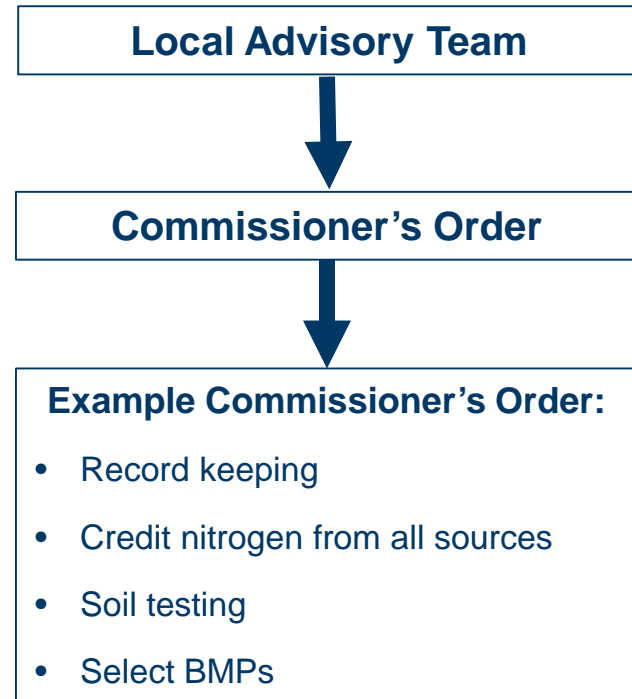 Local Advisory Team
Commissioner’s Order
Example Commissioner’s Order:
• Record keeping
• Credit nitrogen from all sources
• Soil testing
• Select BMPs